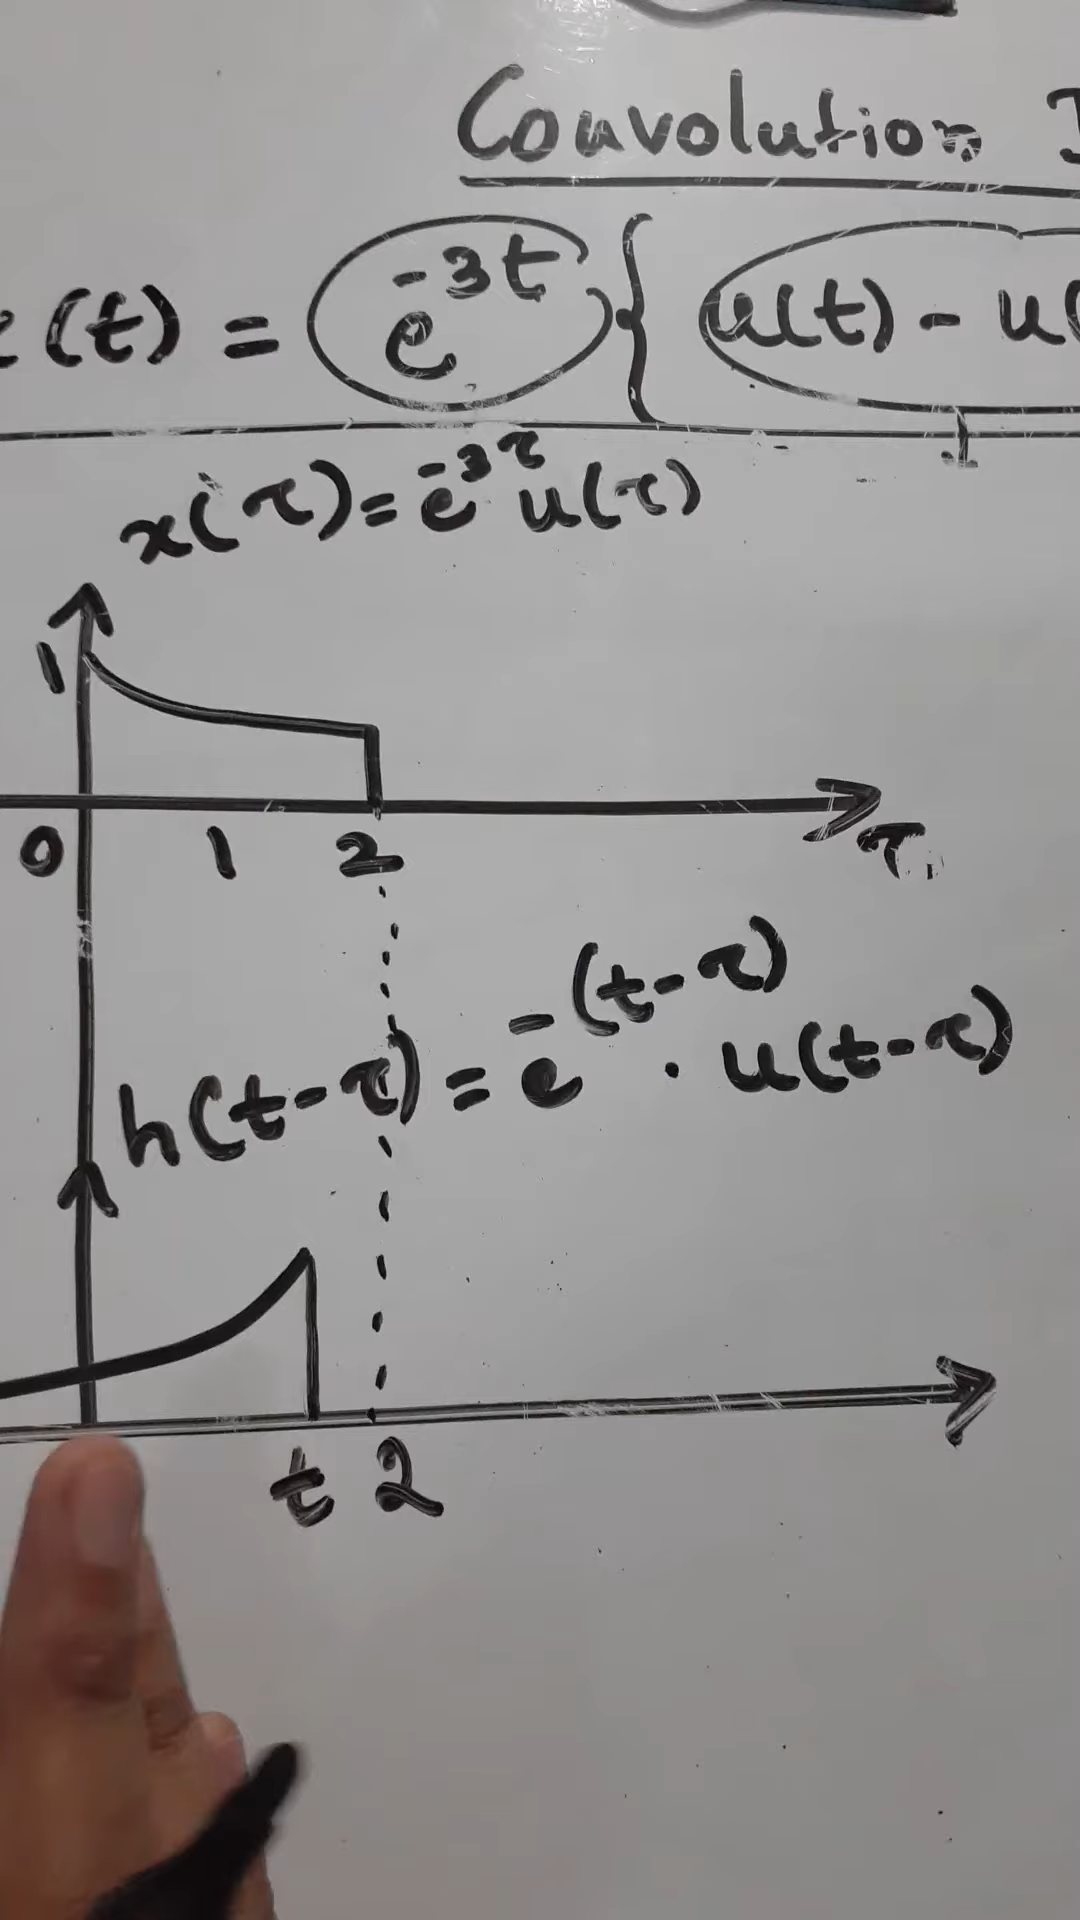 Convolution
(t) = e^{-3t} { u(t) - u(
x(τ) = e^{-3τ} u(τ)
1
0 1 2 τ
h(t-τ) = e^{-(t-τ)} · u(t-τ)
t 2